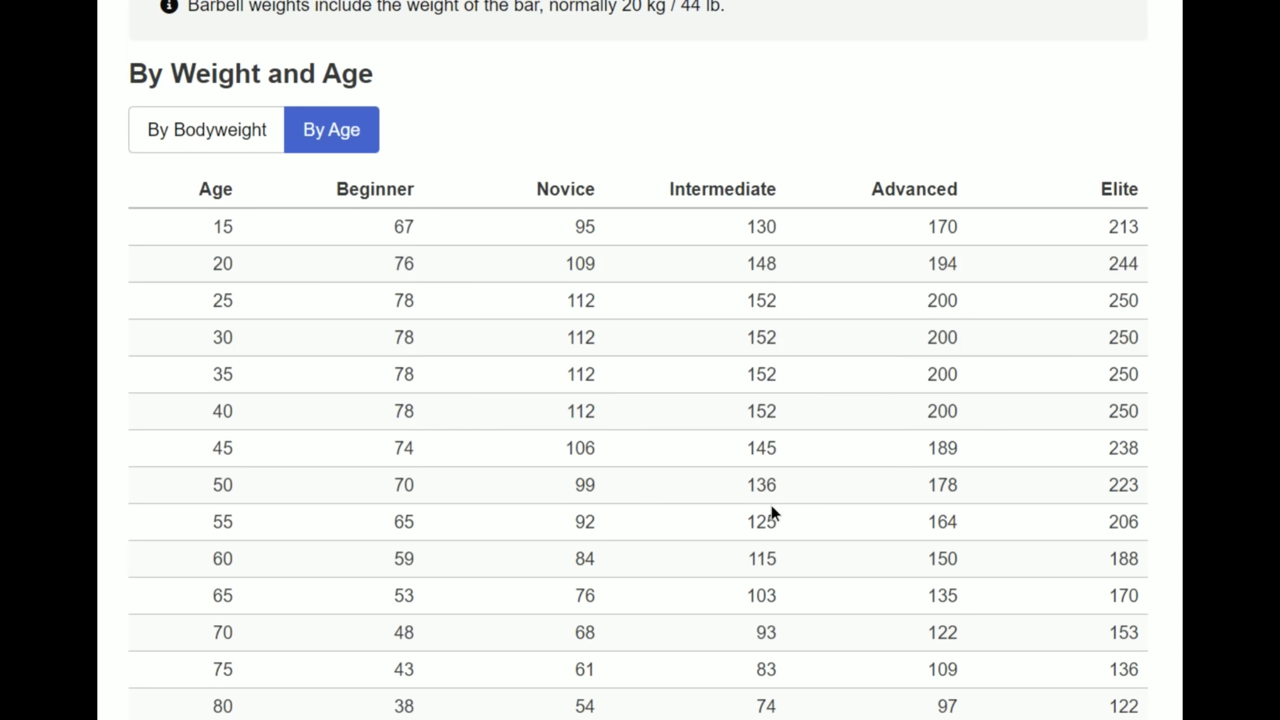 Barbell weights include the weight of the bar, normally 20 kg / 44 lb.
By Weight and Age
By Bodyweight By Age
Age Beginner Novice Intermediate Advanced Elite
15 67 95 130 170 213
20 76 109 148 194 244
25 78 112 152 200 250
30 78 112 152 200 250
35 78 112 152 200 250
40 78 112 152 200 250
45 74 106 145 189 238
50 70 99 136 178 223
55 65 92 125 164 206
60 59 84 115 150 188
65 53 76 103 135 170
70 48 68 93 122 153
75 43 61 83 109 136
80 38 54 74 97 122